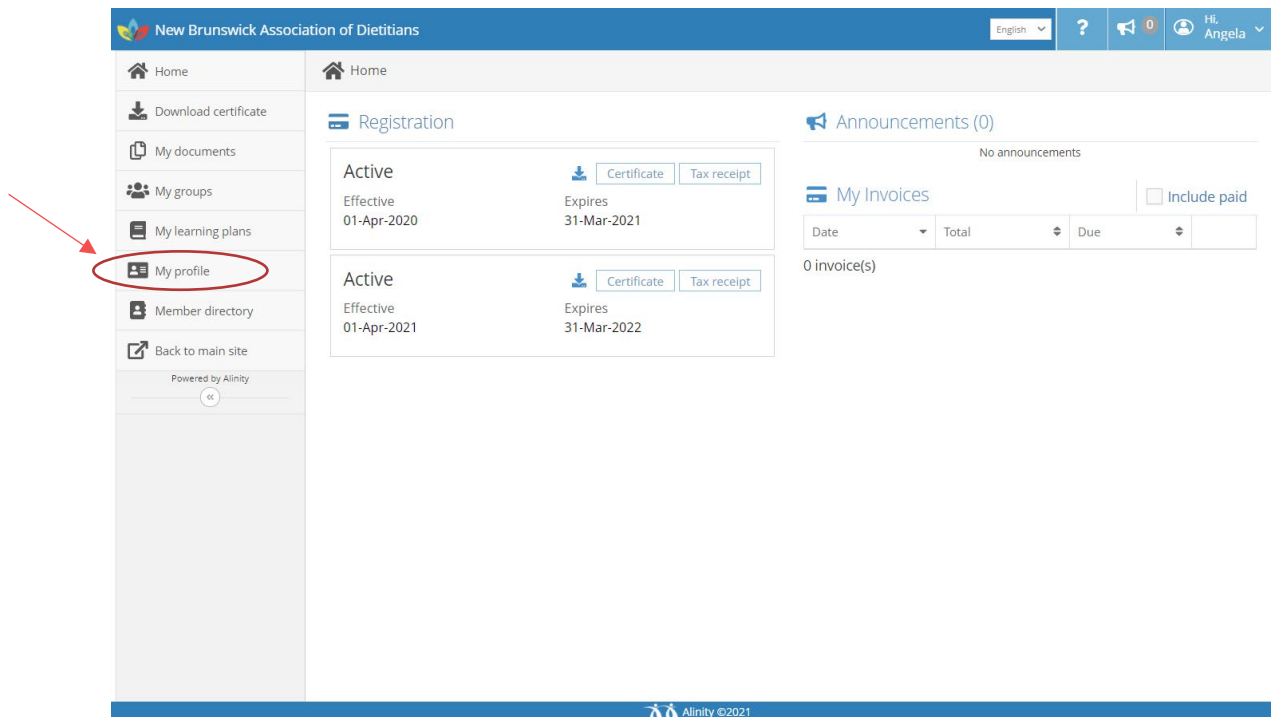 New Brunswick Association of Dietitians
English
?
0
Hi,
Angela
Home
Download certificate
My documents
My groups
My learning plans
My profile
Member directory
Back to main site
Powered by Alinity
«
Home
Registration
Active
Certificate
Tax receipt
Effective
Expires
01-Apr-2020
31-Mar-2021
Active
Certificate
Tax receipt
Effective
Expires
01-Apr-2021
31-Mar-2022
Announcements (0)
No announcements
My Invoices
Include paid
Date
Total
Due
0 invoice(s)
Alinity ©2021